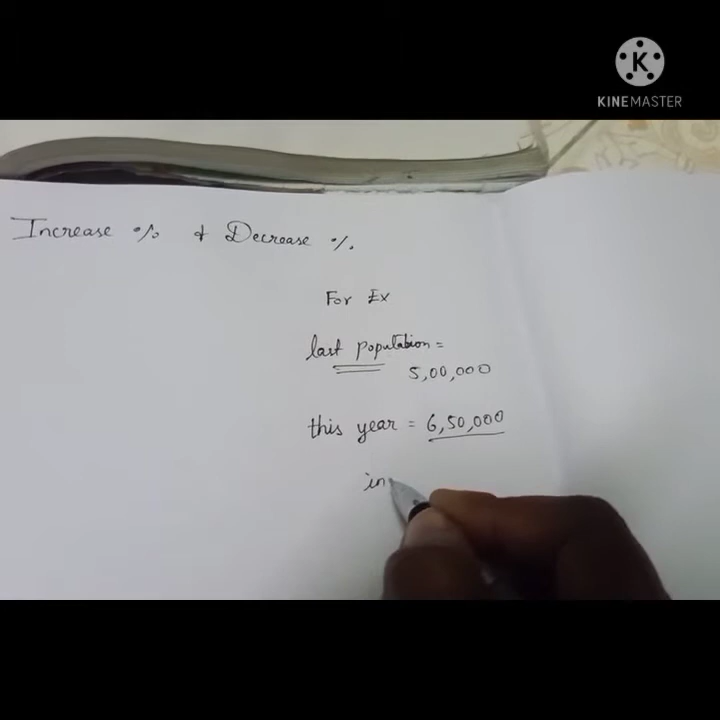 KINEMASTER
Increase % & Decrease %.
For Ex
last population =
5,00,000
this year = 6,50,000
in